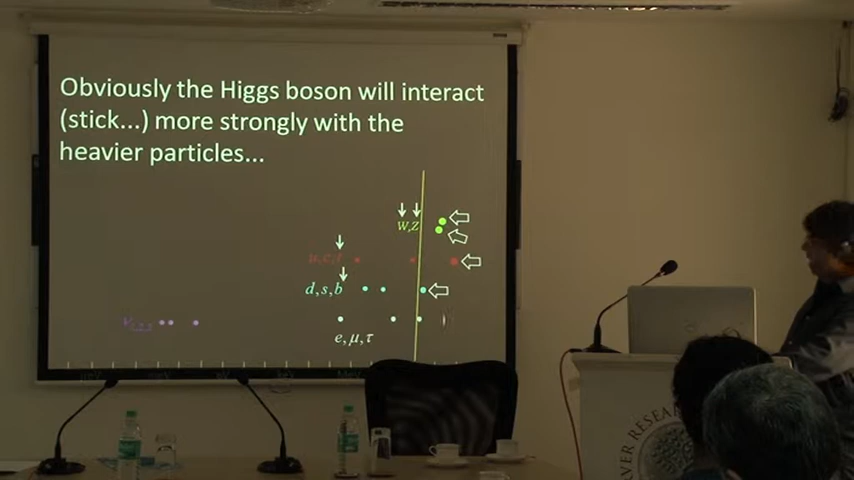 Obviously the Higgs boson will interact
(stick...) more strongly with the
heavier particles...
W,Z
u,c,t
d,s,b
e,μ,τ